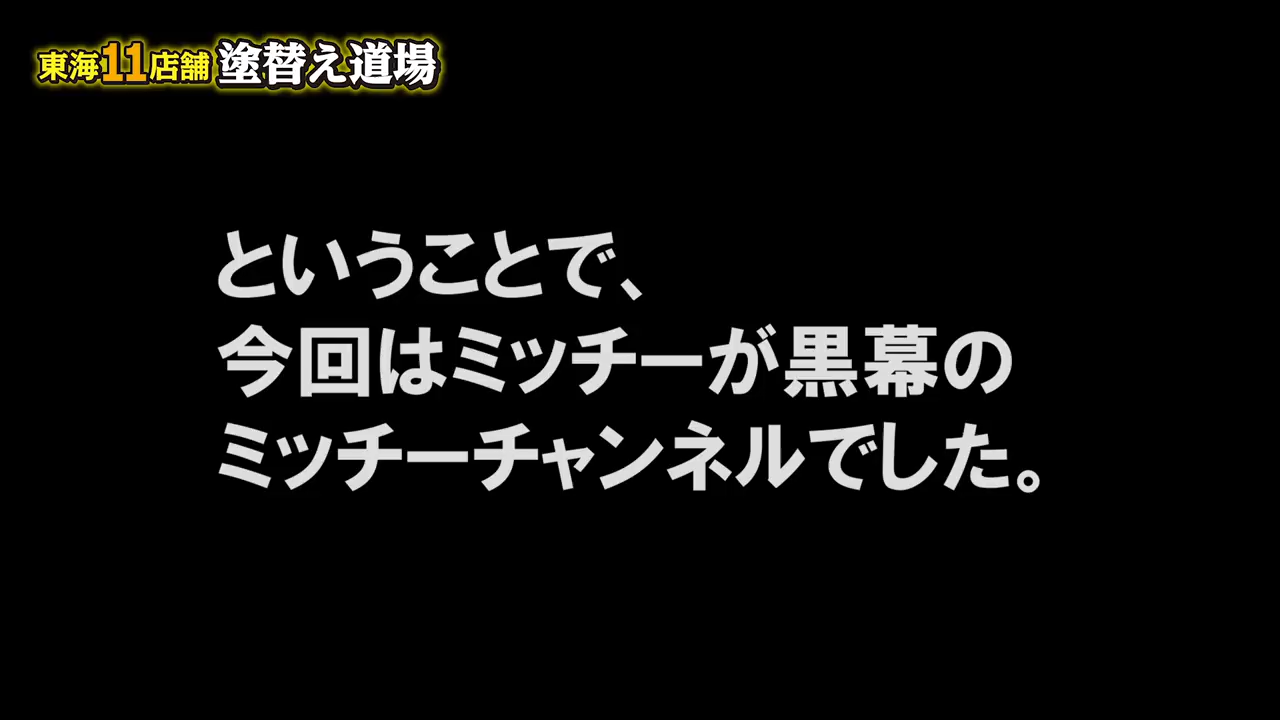 東海11店舗 塗替え道場
ということで、
今回はミッチーが黒幕の
ミッチーチャンネルでした。